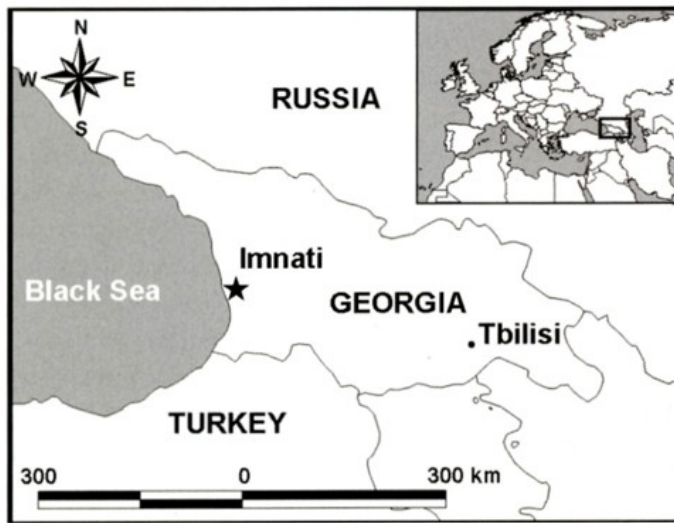 N
W E
S
RUSSIA
Imnati
Black Sea
GEORGIA
Tbilisi
TURKEY
300 0 300 km